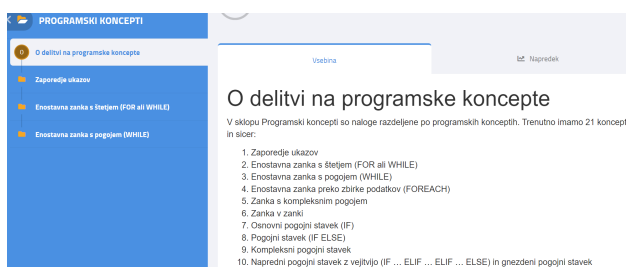 PROGRAMSKI KONCEPTI
0 O delitvi na programske koncepte
Zaporedje ukazov
Enostavna zanka s štetjem (FOR ali WHILE)
Enostavna zanka s pogojem (WHILE)
Vsebina
Napredek
O delitvi na programske koncepte
V sklopu Programski koncepti so naloge razdeljene po programskih konceptih. Trenutno imamo 21 koncept
in sicer:
1. Zaporedje ukazov
2. Enostavna zanka s štetjem (FOR ali WHILE)
3. Enostavna zanka s pogojem (WHILE)
4. Enostavna zanka preko zbirke podatkov (FOREACH)
5. Zanka s kompleksnim pogojem
6. Zanka v zanki
7. Osnovni pogojni stavek (IF)
8. Pogojni stavek (IF ELSE)
9. Kompleksni pogojni stavek
10. Napredni pogojni stavek z vejitvijo (IF ... ELIF ... ELIF ... ELSE) in gnezdeni pogojni stavek